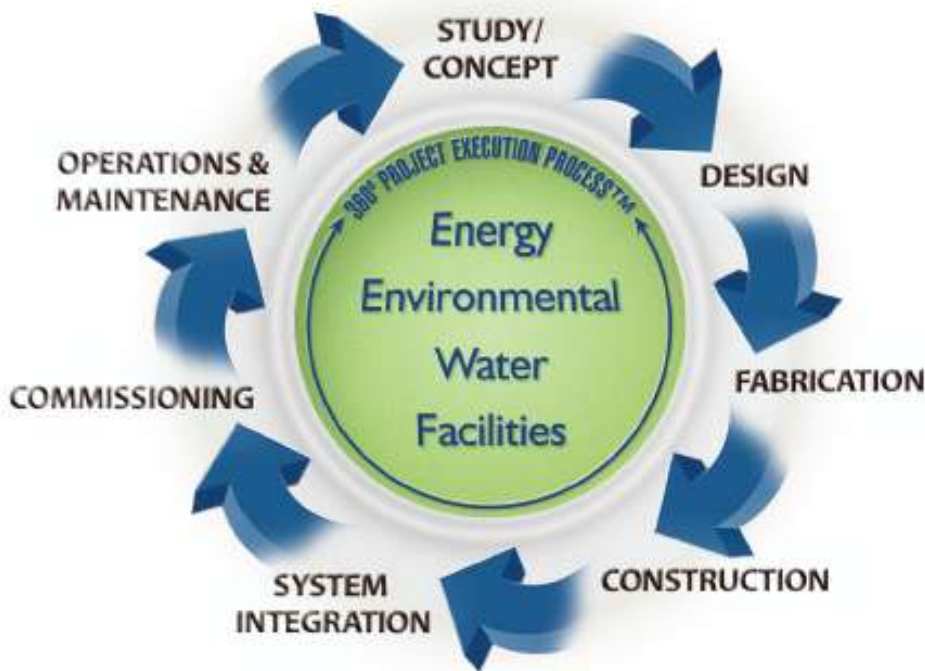 STUDY/
CONCEPT
DESIGN
FABRICATION
CONSTRUCTION
SYSTEM
INTEGRATION
COMMISSIONING
OPERATIONS &
MAINTENANCE
360° PROJECT EXECUTION PROCESS™
Energy
Environmental
Water
Facilities